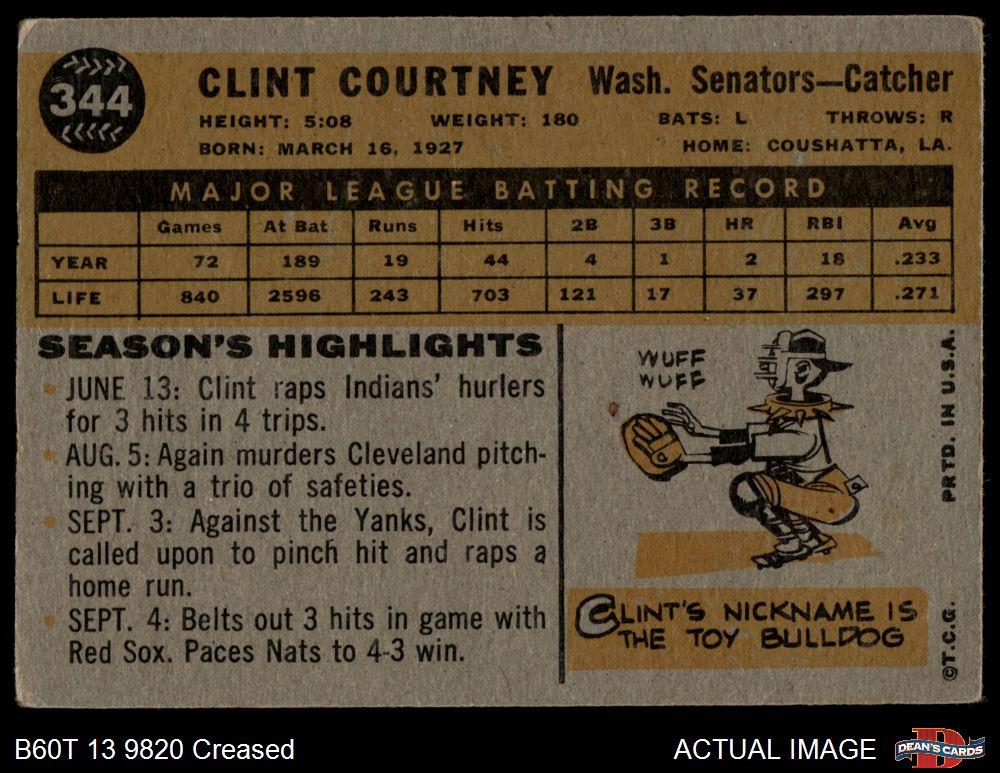 344
CLINT COURTNEY Wash. Senators—Catcher
HEIGHT: 5:08 WEIGHT: 180 BATS: L THROWS: R
BORN: MARCH 16, 1927 HOME: COUSHATTA, LA.
MAJOR LEAGUE BATTING RECORD
Games At Bat Runs Hits 2B 3B HR RBI Avg
YEAR 72 189 19 44 4 1 2 18 .233
LIFE 840 2596 243 703 121 17 37 297 .271
SEASON'S HIGHLIGHTS
• JUNE 13: Clint raps Indians' hurlers
for 3 hits in 4 trips.
• AUG. 5: Again murders Cleveland pitch-
ing with a trio of safeties.
• SEPT. 3: Against the Yanks, Clint is
called upon to pinch hit and raps a
home run.
• SEPT. 4: Belts out 3 hits in game with
Red Sox. Paces Nats to 4-3 win.
WUFF
WUFF
CLINT'S NICKNAME IS
THE TOY BULLDOG
©T.C.G. PRTD. IN U.S.A.
B60T 13 9820 Creased ACTUAL IMAGE
DEAN'S CARDS